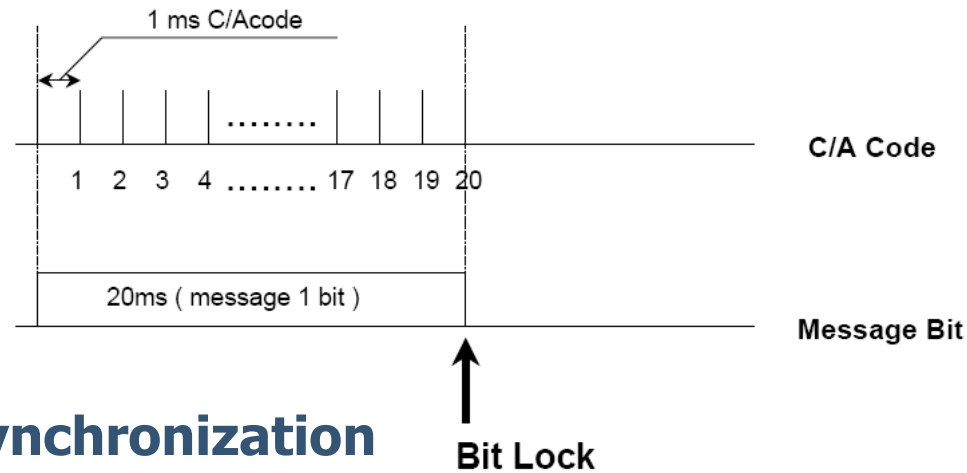 1 ms C/Acode
........
C/A Code
1 2 3 4 ........ 17 18 19 20
20ms ( message 1 bit )
Message Bit
ynchronization
Bit Lock